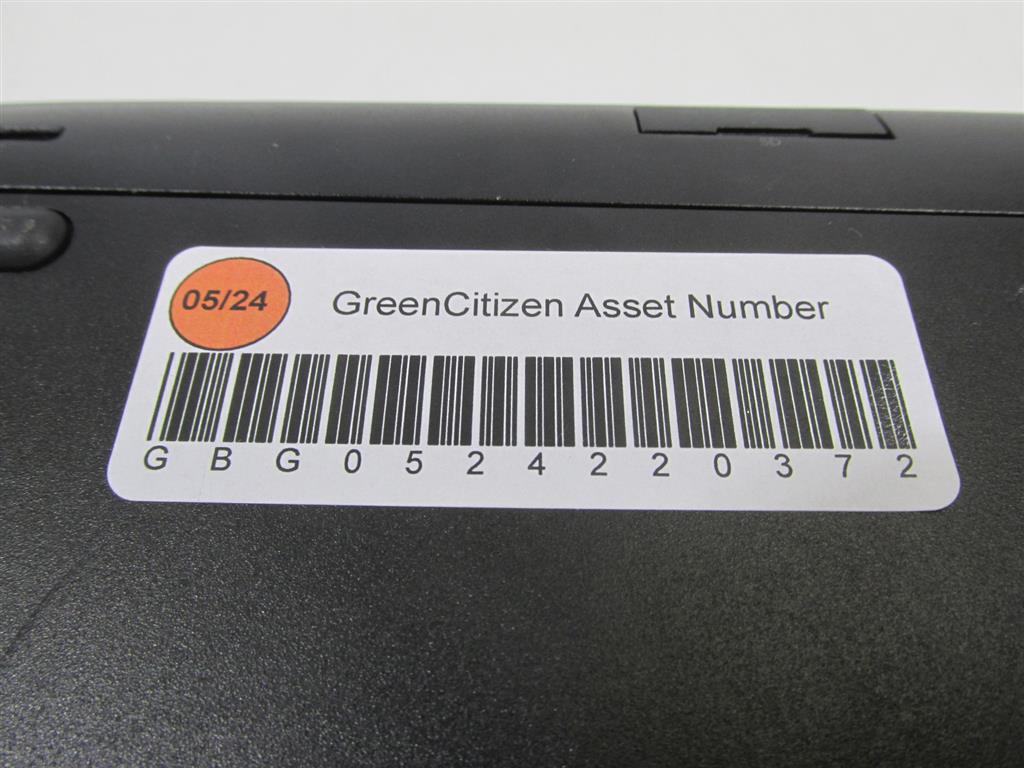 05/24
GreenCitizen Asset Number
G B G 0 5 2 4 2 2 0 3 7 2